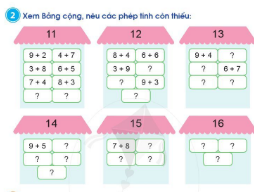 2 Xem Bảng cộng, nêu các phép tính còn thiếu:
11 12 13
9 + 2 4 + 7 8 + 4 6 + 6 9 + 4 ?
3 + 8 6 + 5 3 + 9 ? ? 6 + 7
7 + 4 8 + 3 ? 9 + 3 ? ?
?
14 15 16
9 + 5 ? 7 + 8 ? ? ?
? ? ? ? ?
?